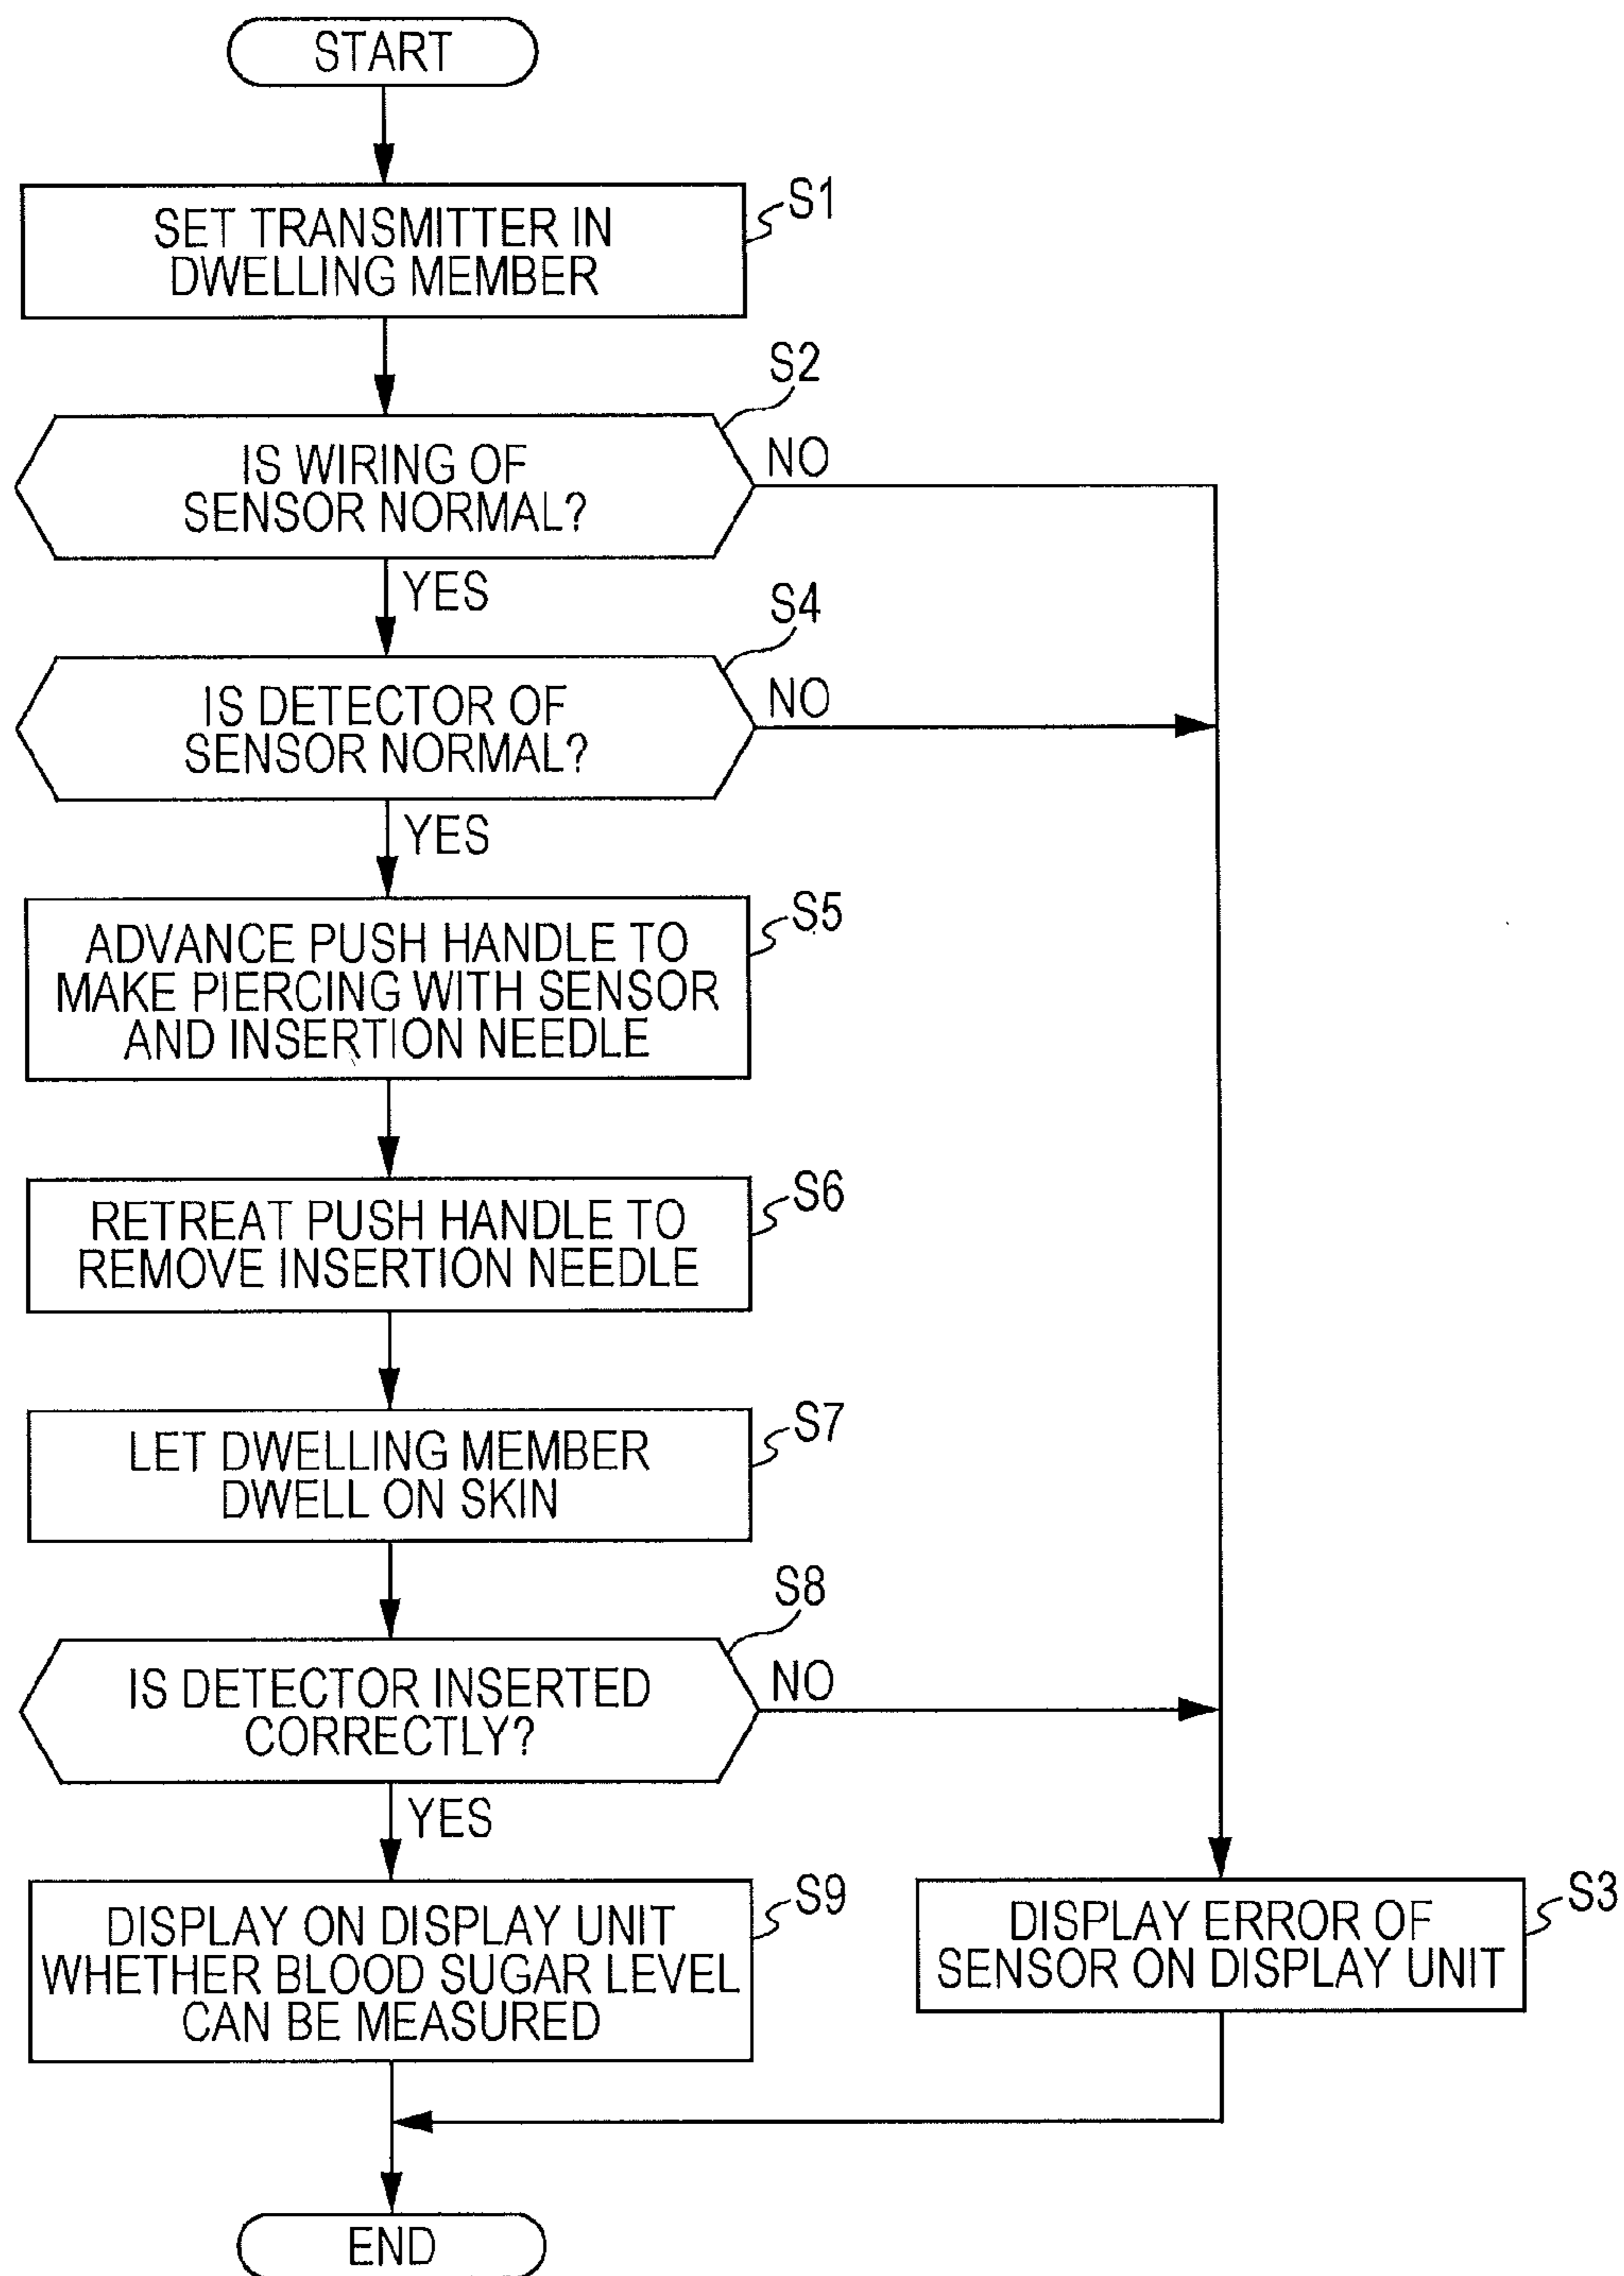 START
S1
SET TRANSMITTER IN
DWELLING MEMBER
S2
IS WIRING OF
SENSOR NORMAL?
NO
YES
S4
IS DETECTOR OF
SENSOR NORMAL?
NO
YES
S5
ADVANCE PUSH HANDLE TO
MAKE PIERCING WITH SENSOR
AND INSERTION NEEDLE
S6
RETREAT PUSH HANDLE TO
REMOVE INSERTION NEEDLE
S7
LET DWELLING MEMBER
DWELL ON SKIN
S8
IS DETECTOR INSERTED
CORRECTLY?
NO
YES
S9
DISPLAY ON DISPLAY UNIT
WHETHER BLOOD SUGAR LEVEL
CAN BE MEASURED
S3
DISPLAY ERROR OF
SENSOR ON DISPLAY UNIT
END